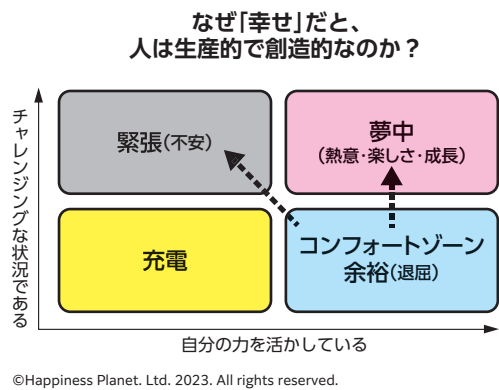 なぜ「幸せ」だと、
人は生産的で創造的なのか？
チャレンジングな状況である
緊張(不安)
夢中
(熱意・楽しさ・成長)
充電
コンフォートゾーン
余裕(退屈)
自分の力を活かしている
©Happiness Planet. Ltd. 2023. All rights reserved.